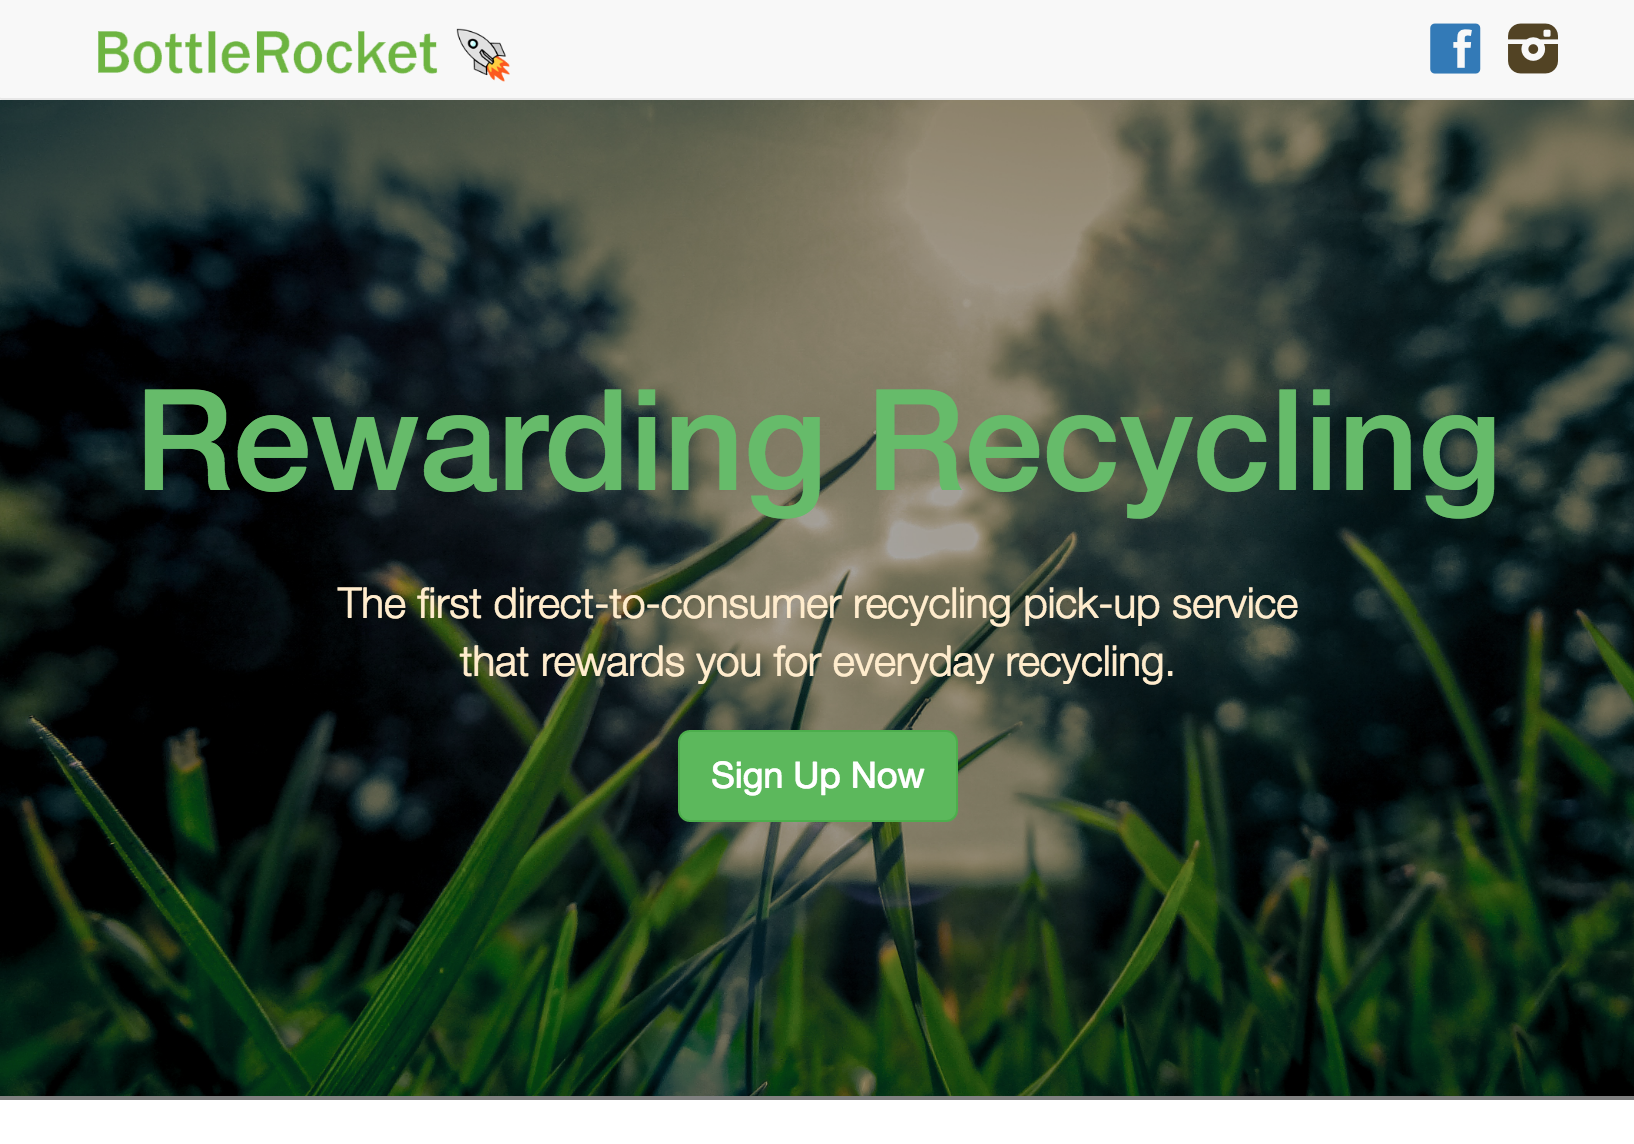 BottleRocket
Rewarding Recycling
The first direct-to-consumer recycling pick-up service
that rewards you for everyday recycling.
Sign Up Now